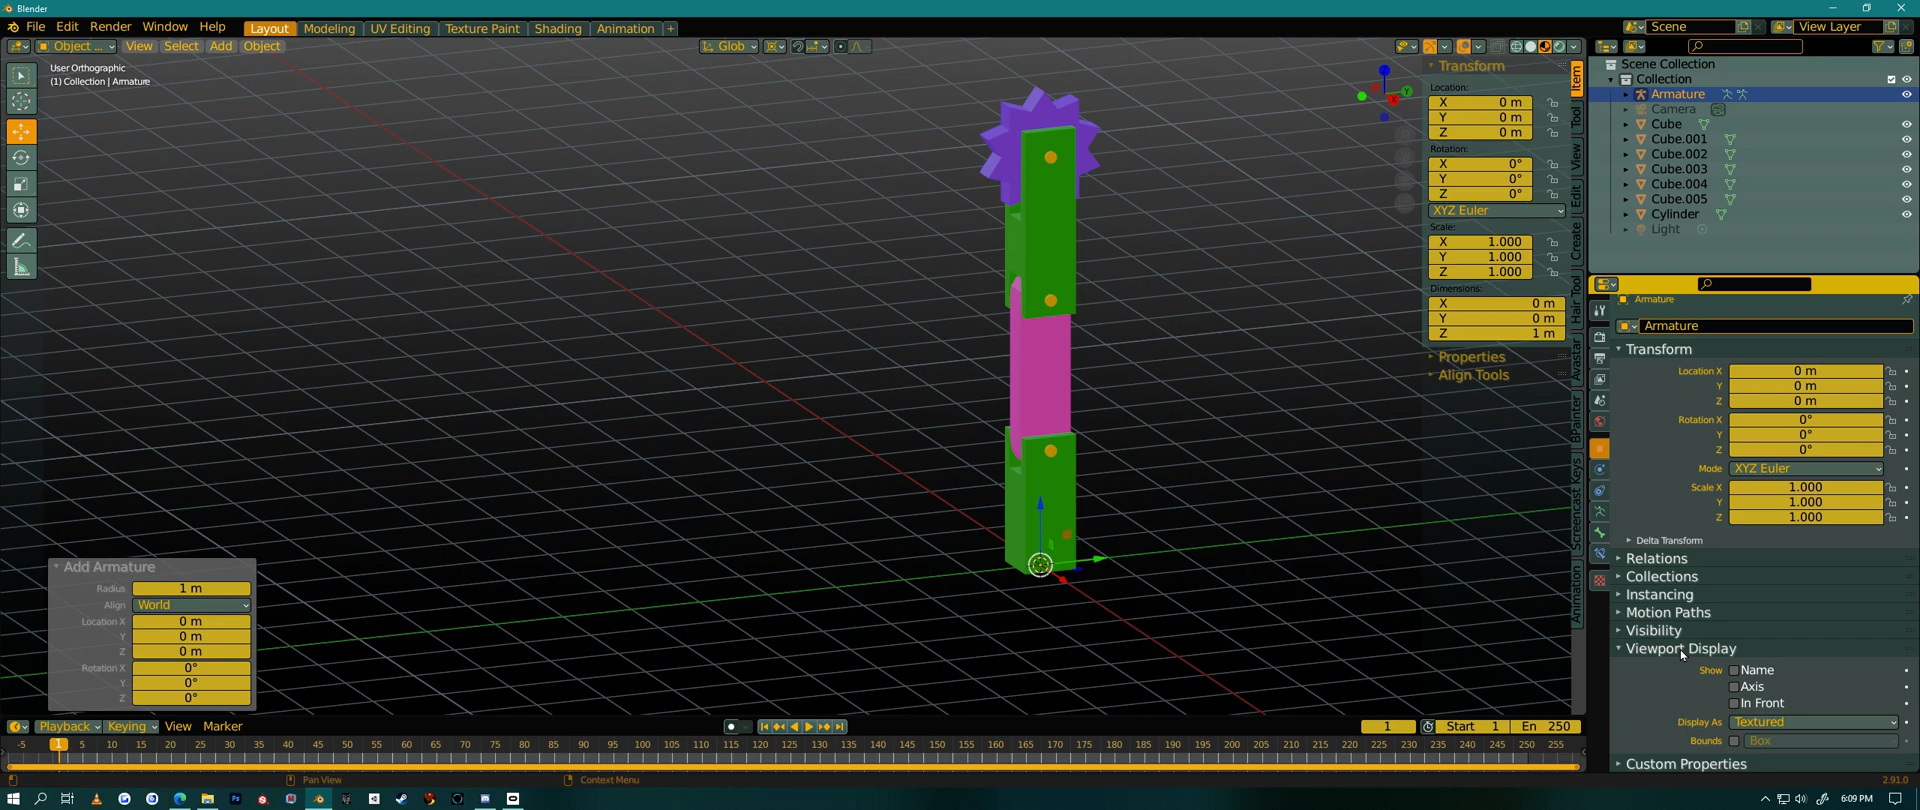 Blender
File Edit Render Window Help
Layout Modeling UV Editing Texture Paint Shading Animation +
Scene
View Layer
Object ... View Select Add Object
Glob
User Orthographic
(1) Collection | Armature
Transform
Location:
X 0 m
Y 0 m
Z 0 m
Rotation:
X 0°
Y 0°
Z 0°
XYZ Euler
Scale:
X 1.000
Y 1.000
Z 1.000
Dimensions:
X 0 m
Y 0 m
Z 1 m
Properties
Align Tools
Item
Tool
View
Edit
Create
Hair Tool
Avastar
BPainter
Screencast Keys
Animation
Z
Y
X
Scene Collection
Collection
Armature
Camera
Cube
Cube.001
Cube.002
Cube.003
Cube.004
Cube.005
Cylinder
Light
Armature
Armature
Transform
Location X 0 m
Y 0 m
Z 0 m
Rotation X 0°
Y 0°
Z 0°
Mode XYZ Euler
Scale X 1.000
Y 1.000
Z 1.000
Delta Transform
Relations
Collections
Instancing
Motion Paths
Visibility
Viewport Display
Show Name
Axis
In Front
Display As Textured
Bounds Box
Custom Properties
Add Armature
Radius 1 m
Align World
Location X 0 m
Y 0 m
Z 0 m
Rotation X 0°
Y 0°
Z 0°
Playback Keying View Marker
1 Start 1 En 250
-5 1 5 10 15 20 25 30 35 40 45 50 55 60 65 70 75 80 85 90 95 100 105 110 115 120 125 130 135 140 145 150 155 160 165 170 175 180 185 190 195 200 205 210 215 220 225 230 235 240 245 250 255
Pan View
Context Menu
2.91.0
6:09 PM